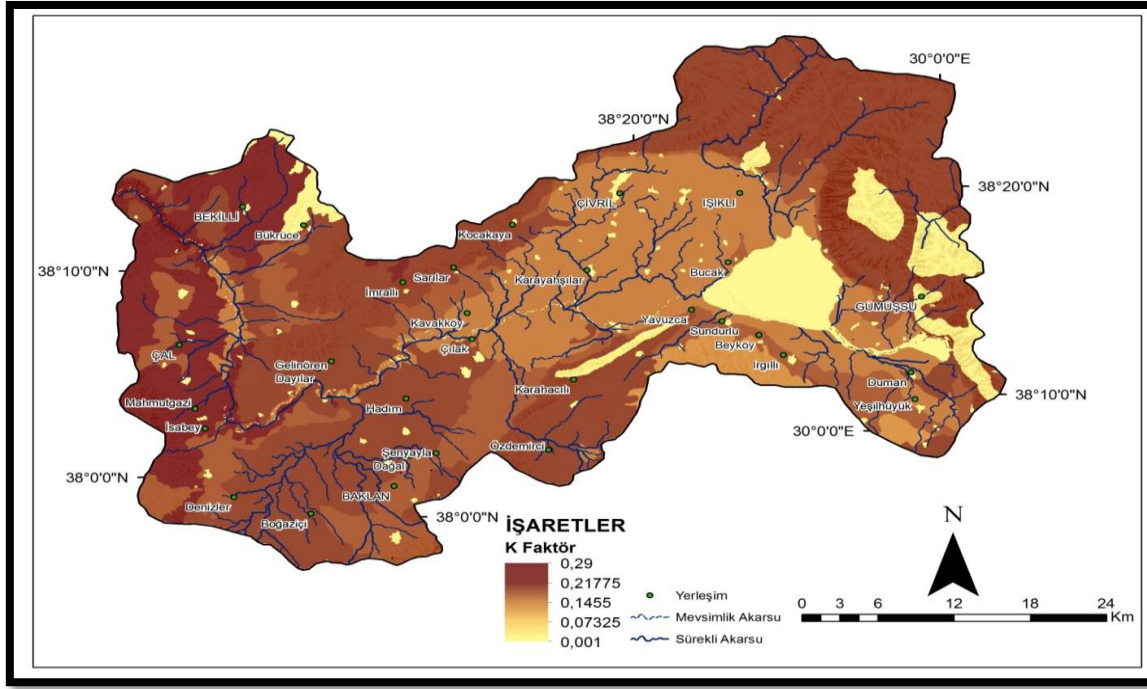 30°0'0"E
38°20'0"N
38°20'0"N
BEKİLLİ
ÇİVRİL
IŞIKLI
Bükrüce
Kocakaya
38°10'0"N
Sarılar
Karayahşılar
Bucak
İmrallı
GÜMÜŞSU
Kavakköy
Yavuzca
Sundurlu
Çıtak
Beyköy
ÇAL
Gelinören
Dayılar
Irgıllı
Karahacılı
Duman
38°10'0"N
Mahmutgazi
Hadım
Yeşilhüyük
İsabey
30°0'0"E
Özdemirci
Şenyayla
Dağal
38°0'0"N
BAKLAN
Denizler
Boğaziçi
38°0'0"N
İŞARETLER
K Faktör
0,29
0,21775
0,1455
0,07325
0,001
Yerleşim
Mevsimlik Akarsu
Sürekli Akarsu
N
0 3 6 12 18 24
Km